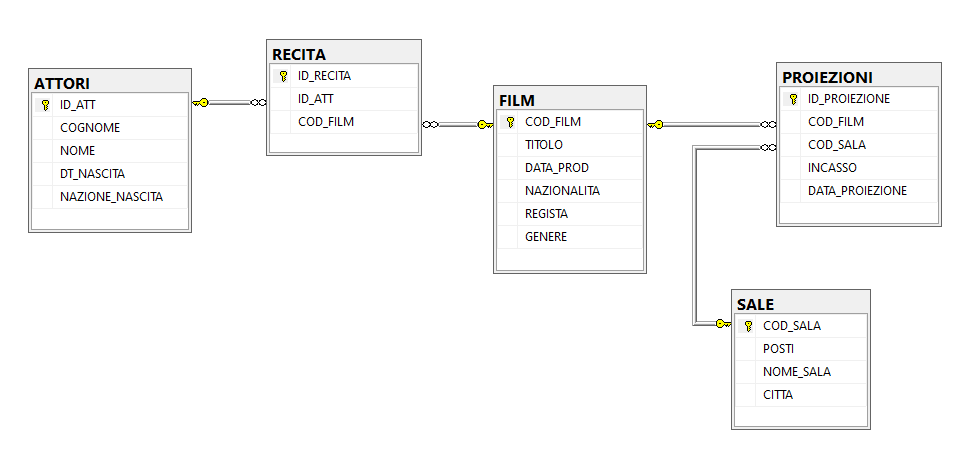 ATTORI
ID_ATT
COGNOME
NOME
DT_NASCITA
NAZIONE_NASCITA
RECITA
ID_RECITA
ID_ATT
COD_FILM
FILM
COD_FILM
TITOLO
DATA_PROD
NAZIONALITA
REGISTA
GENERE
PROIEZIONI
ID_PROIEZIONE
COD_FILM
COD_SALA
INCASSO
DATA_PROIEZIONE
SALE
COD_SALA
POSTI
NOME_SALA
CITTA